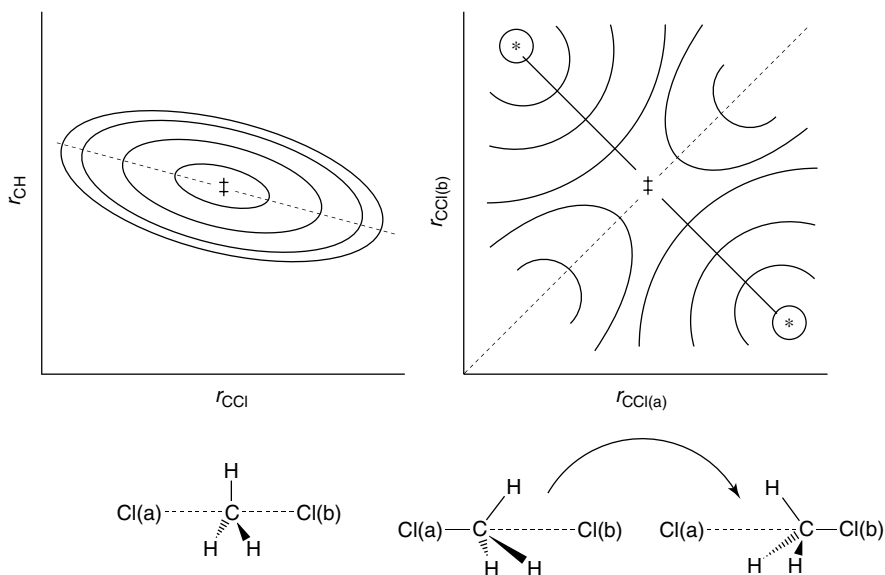 r_CH
‡
r_CCl
r_CCl(b)
*
‡
*
r_CCl(a)
H
Cl(a) C Cl(b)
H H
H
Cl(a) C Cl(b)
H H
H
Cl(a) C Cl(b)
H H